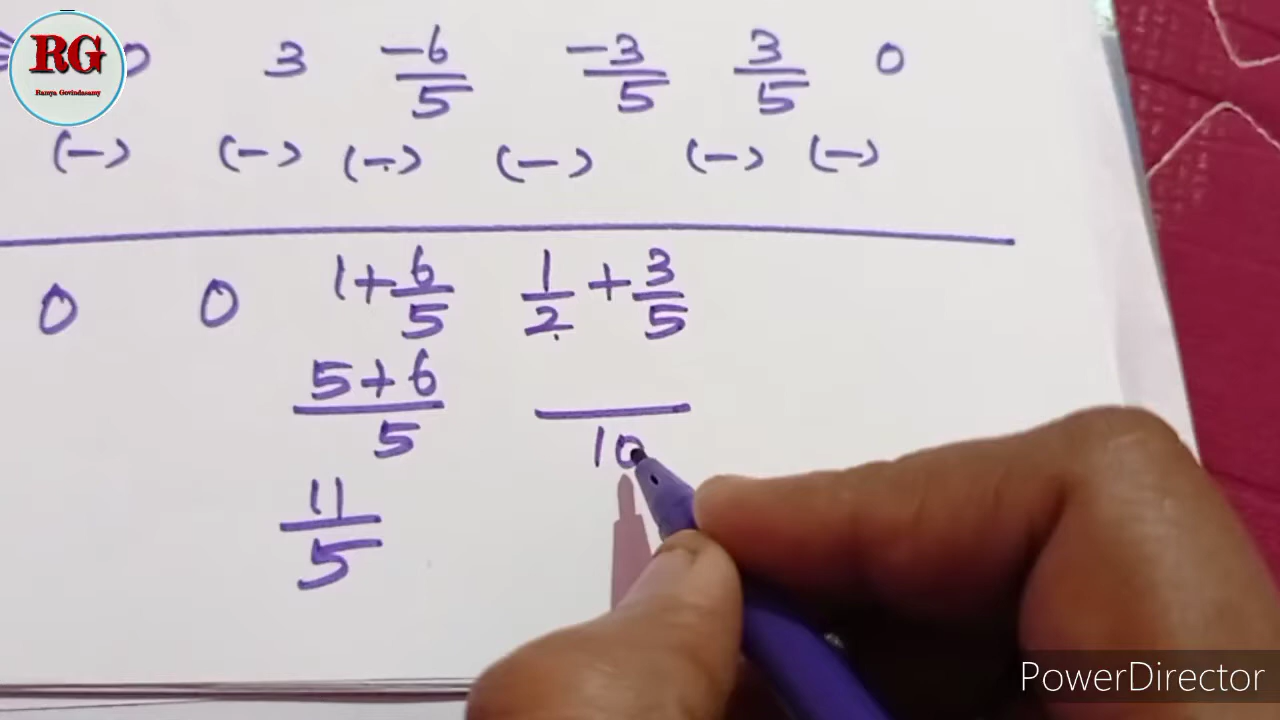 RG
Ramya Govindasamy
0 3 -6/5 -3/5 3/5 0
(-) (-) (-) (-) (-) (-)
0 0 1+6/5 1/2+3/5
5+6/5 /10
11/5
PowerDirector